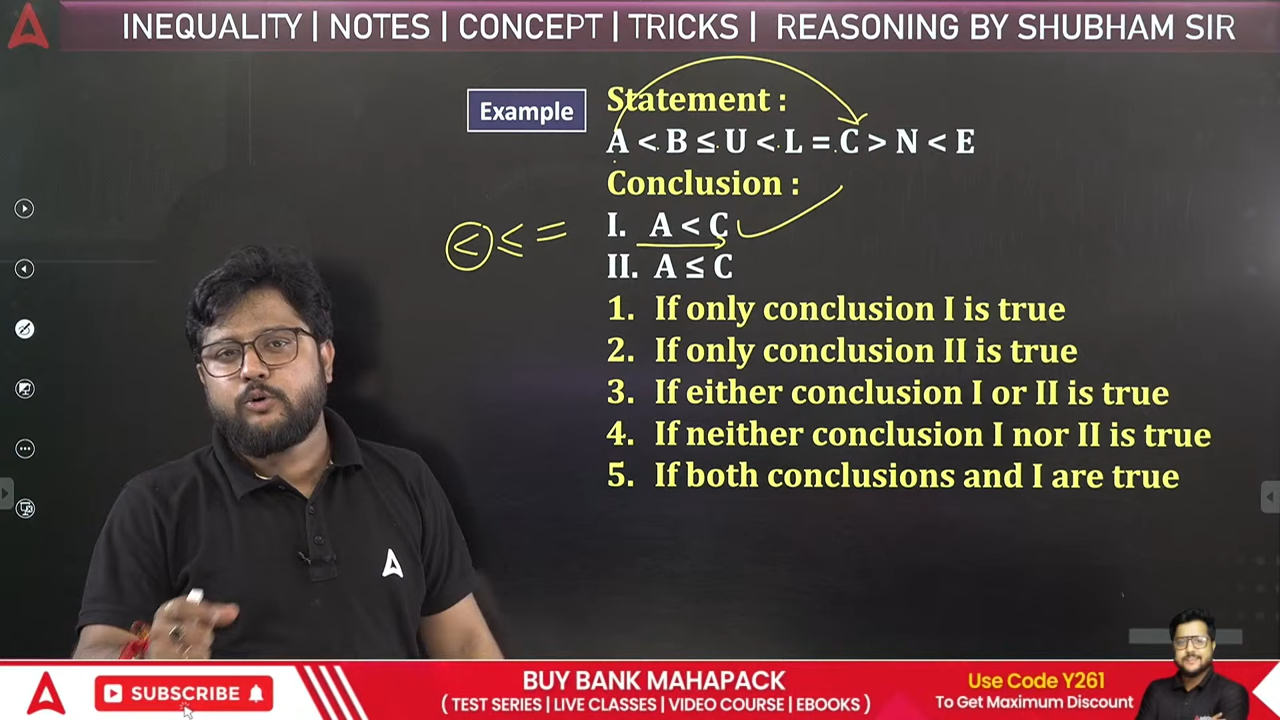 INEQUALITY | NOTES | CONCEPT | TRICKS | REASONING BY SHUBHAM SIR
Example
Statement :
A < B ≤ U < L = C > N < E
Conclusion :
I. A < C
< ≤ =
II. A ≤ C
1. If only conclusion I is true
2. If only conclusion II is true
3. If either conclusion I or II is true
4. If neither conclusion I nor II is true
5. If both conclusions and I are true
SUBSCRIBE
BUY BANK MAHAPACK
( TEST SERIES | LIVE CLASSES | VIDEO COURSE | EBOOKS )
Use Code Y261
To Get Maximum Discount